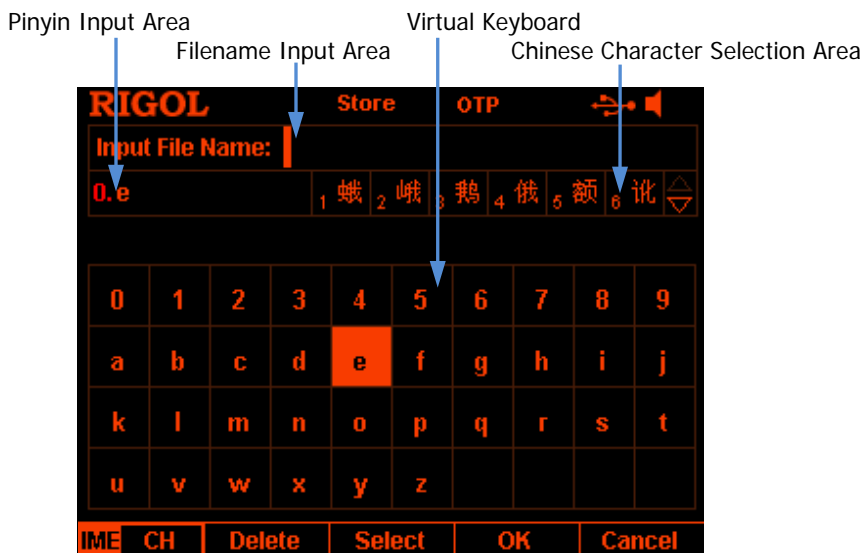 Pinyin Input Area Virtual Keyboard
Filename Input Area Chinese Character Selection Area
RIGOL Store OTP
Input File Name:
0. e 1 蛾 2 峨 3 鹅 4 俄 5 额 6 讹
0 1 2 3 4 5 6 7 8 9
a b c d e f g h i j
k l m n o p q r s t
u v w x y z
IME CH Delete Select OK Cancel